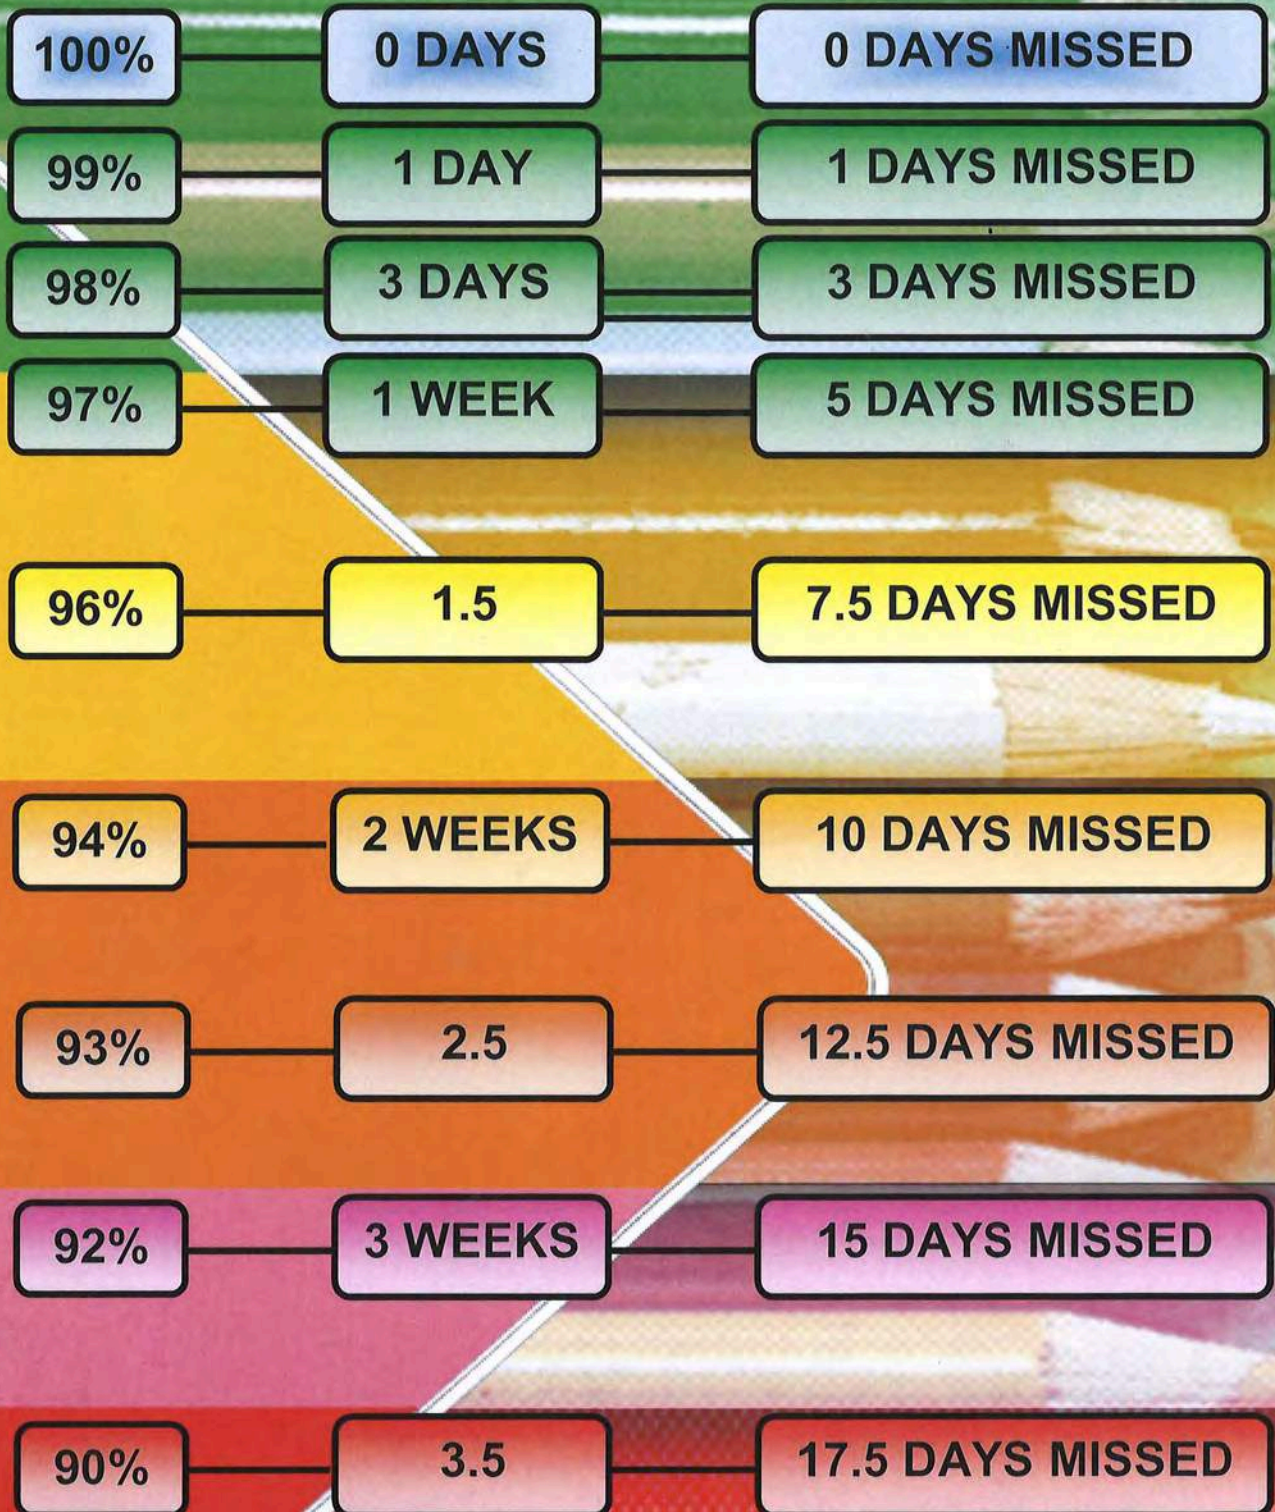 100% 0 DAYS 0 DAYS MISSED
99% 1 DAY 1 DAYS MISSED
98% 3 DAYS 3 DAYS MISSED
97% 1 WEEK 5 DAYS MISSED
96% 1.5 7.5 DAYS MISSED
94% 2 WEEKS 10 DAYS MISSED
93% 2.5 12.5 DAYS MISSED
92% 3 WEEKS 15 DAYS MISSED
90% 3.5 17.5 DAYS MISSED